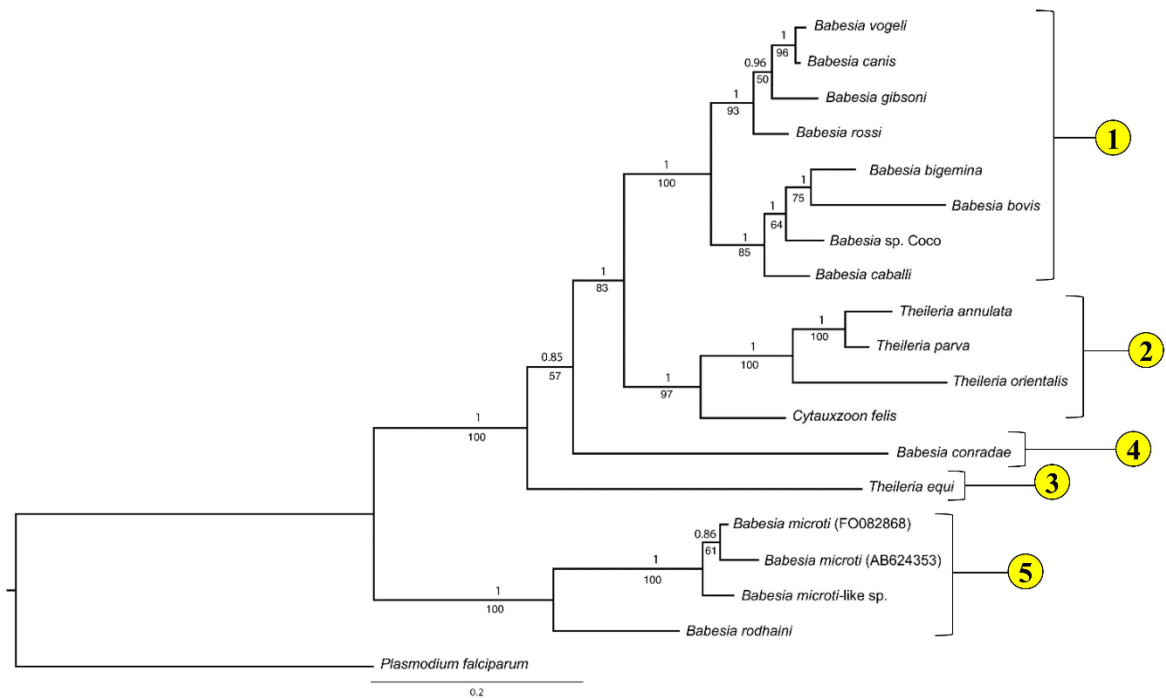 Babesia vogeli
1
96
Babesia canis
0.96
50
Babesia gibsoni
1
93
Babesia rossi
1
1
100
Babesia bigemina
1
75
Babesia bovis
1
64
Babesia sp. Coco
1
85
Babesia caballi
1
83
Theileria annulata
1
100
Theileria parva
2
1
100
Theileria orientalis
0.85
57
1
97
Cytauxzoon felis
1
100
Babesia conradae
4
Theileria equi
3
Babesia microti (FO082868)
0.86
61
Babesia microti (AB624353)
1
100
5
Babesia microti-like sp.
1
100
Babesia rodhaini
Plasmodium falciparum
0.2